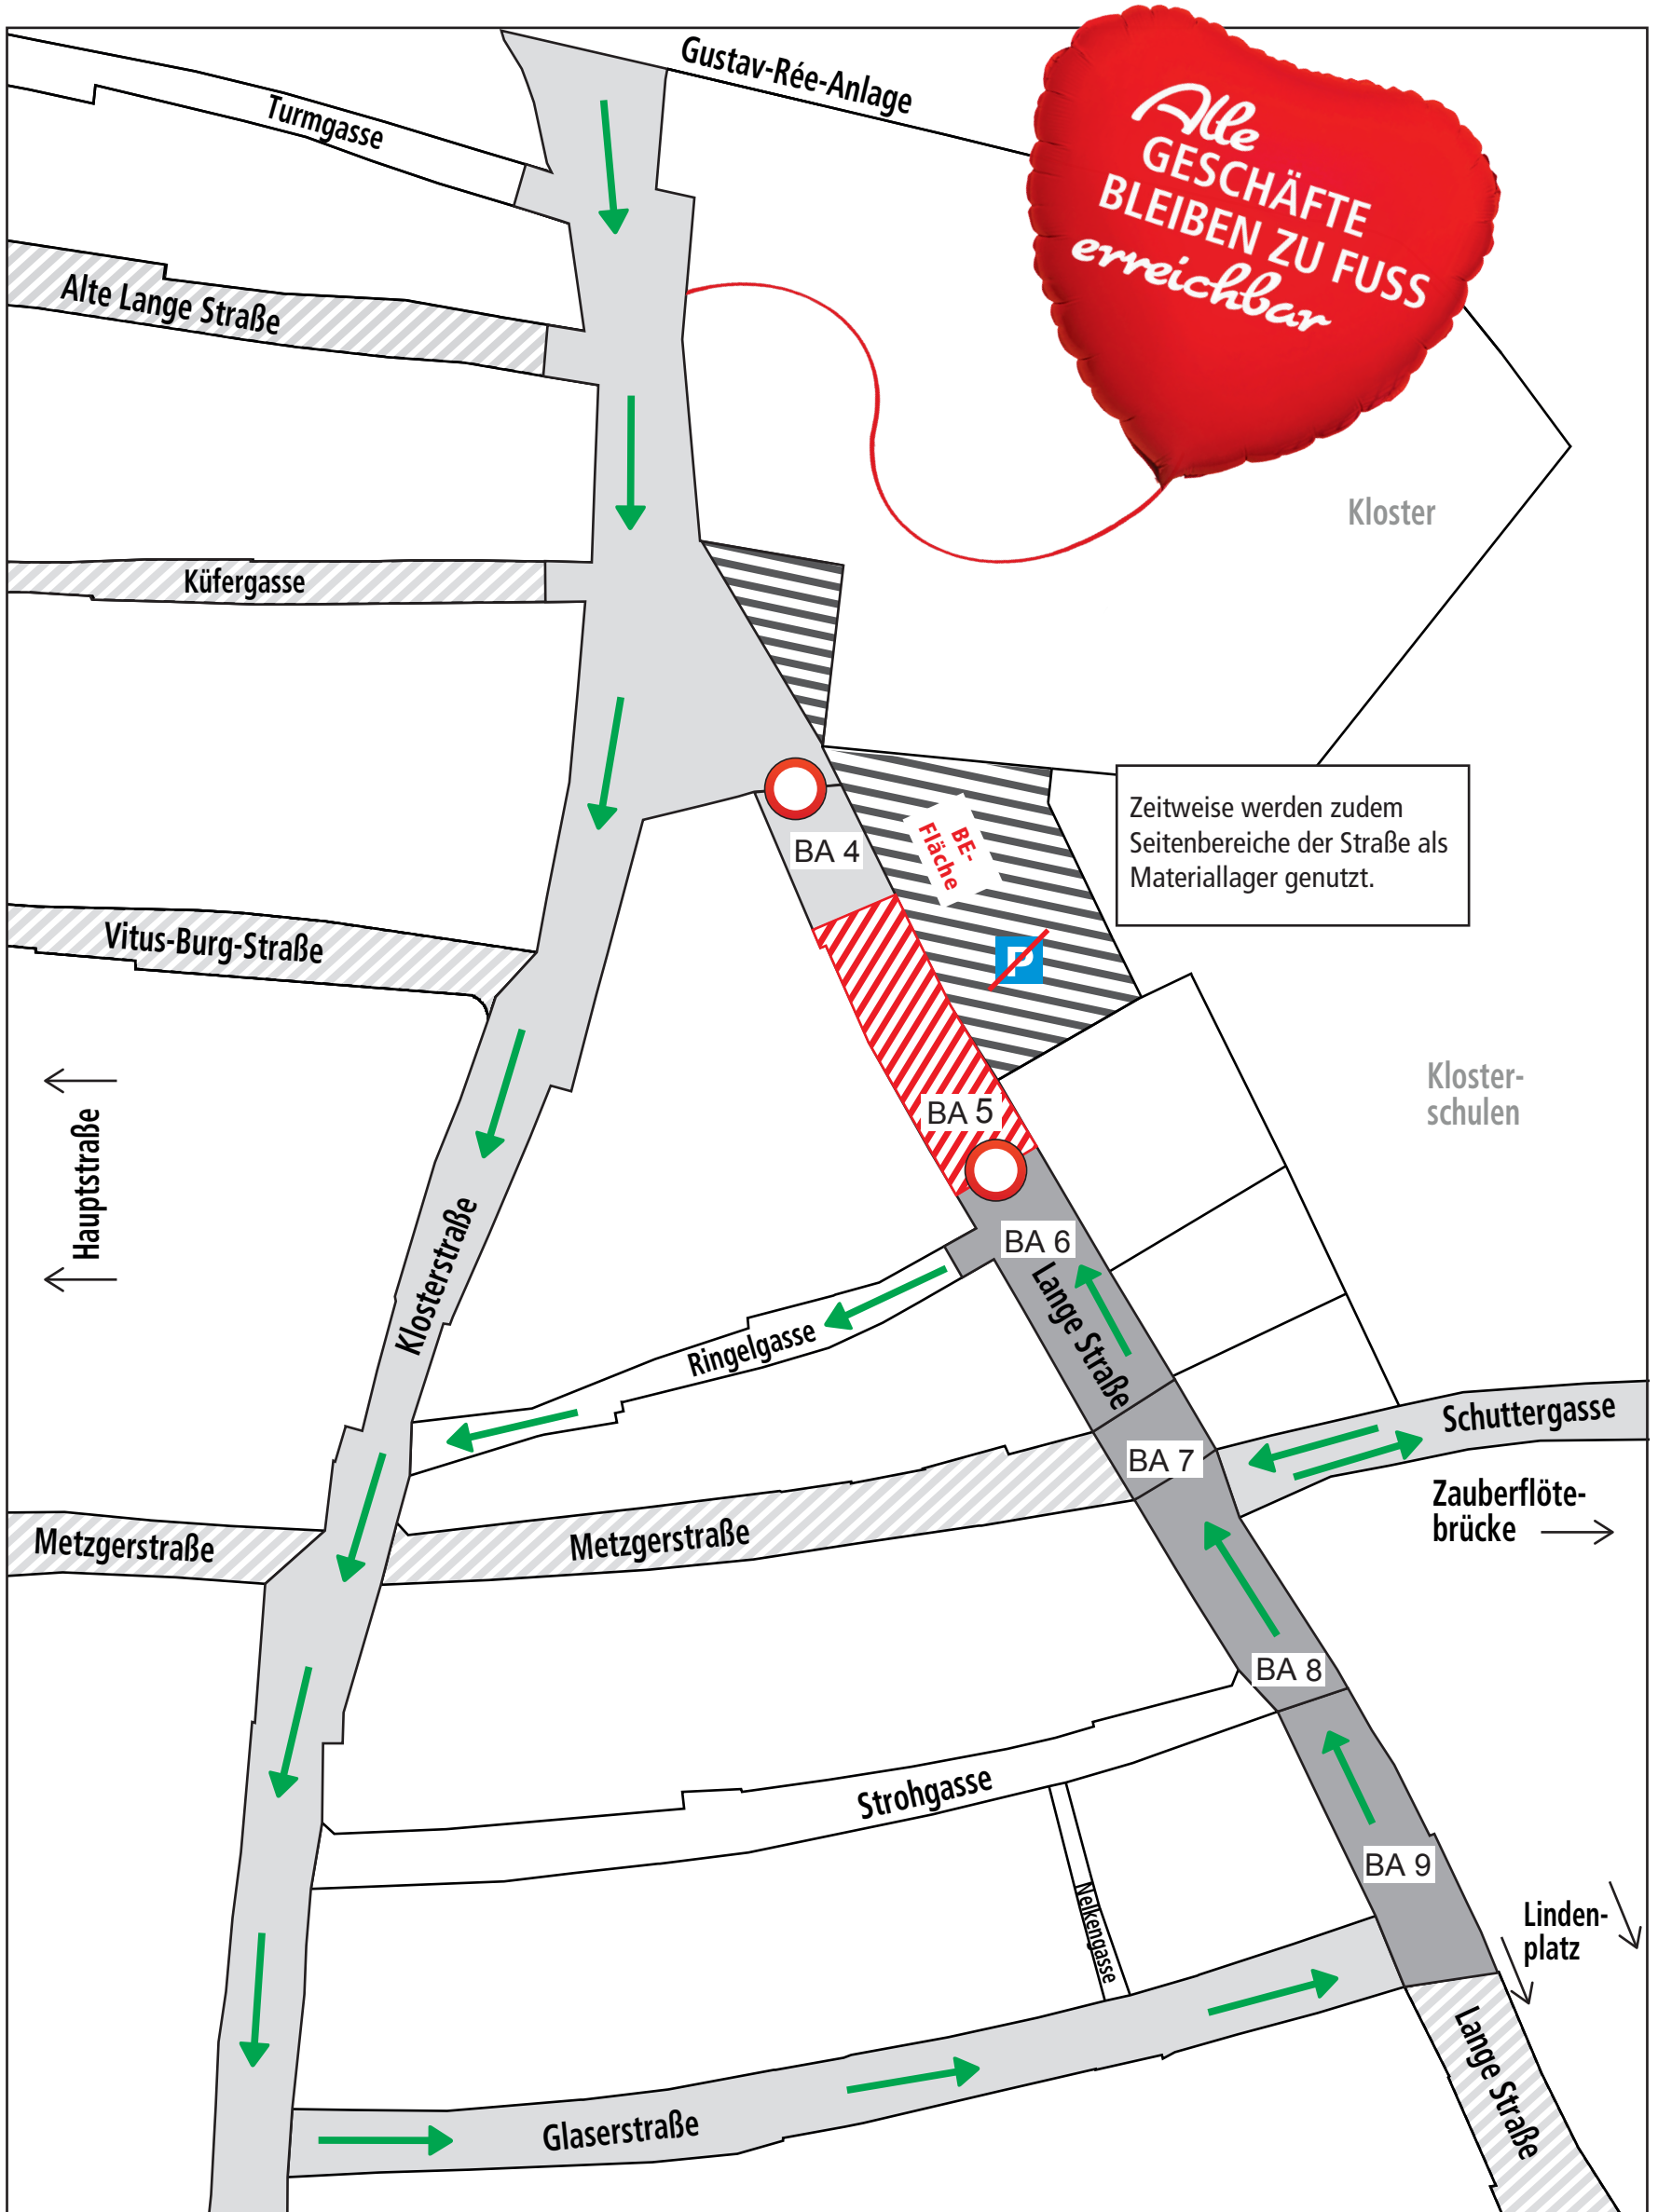 Gustav-Rée-Anlage
Turmgasse
Alle
GESCHÄFTE
BLEIBEN ZU FUSS
erreichbar
Alte Lange Straße
Kloster
Küfergasse
Zeitweise werden zudem
Seitenbereiche der Straße als
Materiallager genutzt.
BA 4
BE-
Fläche
P
Vitus-Burg-Straße
Kloster-
schulen
BA 5
Hauptstraße
Klosterstraße
BA 6
Lange Straße
Ringelgasse
Schuttergasse
BA 7
Zauberflöte-
brücke
Metzgerstraße
Metzgerstraße
BA 8
Strohgasse
BA 9
Nelkengasse
Linden-
platz
Lange Straße
Glaserstraße